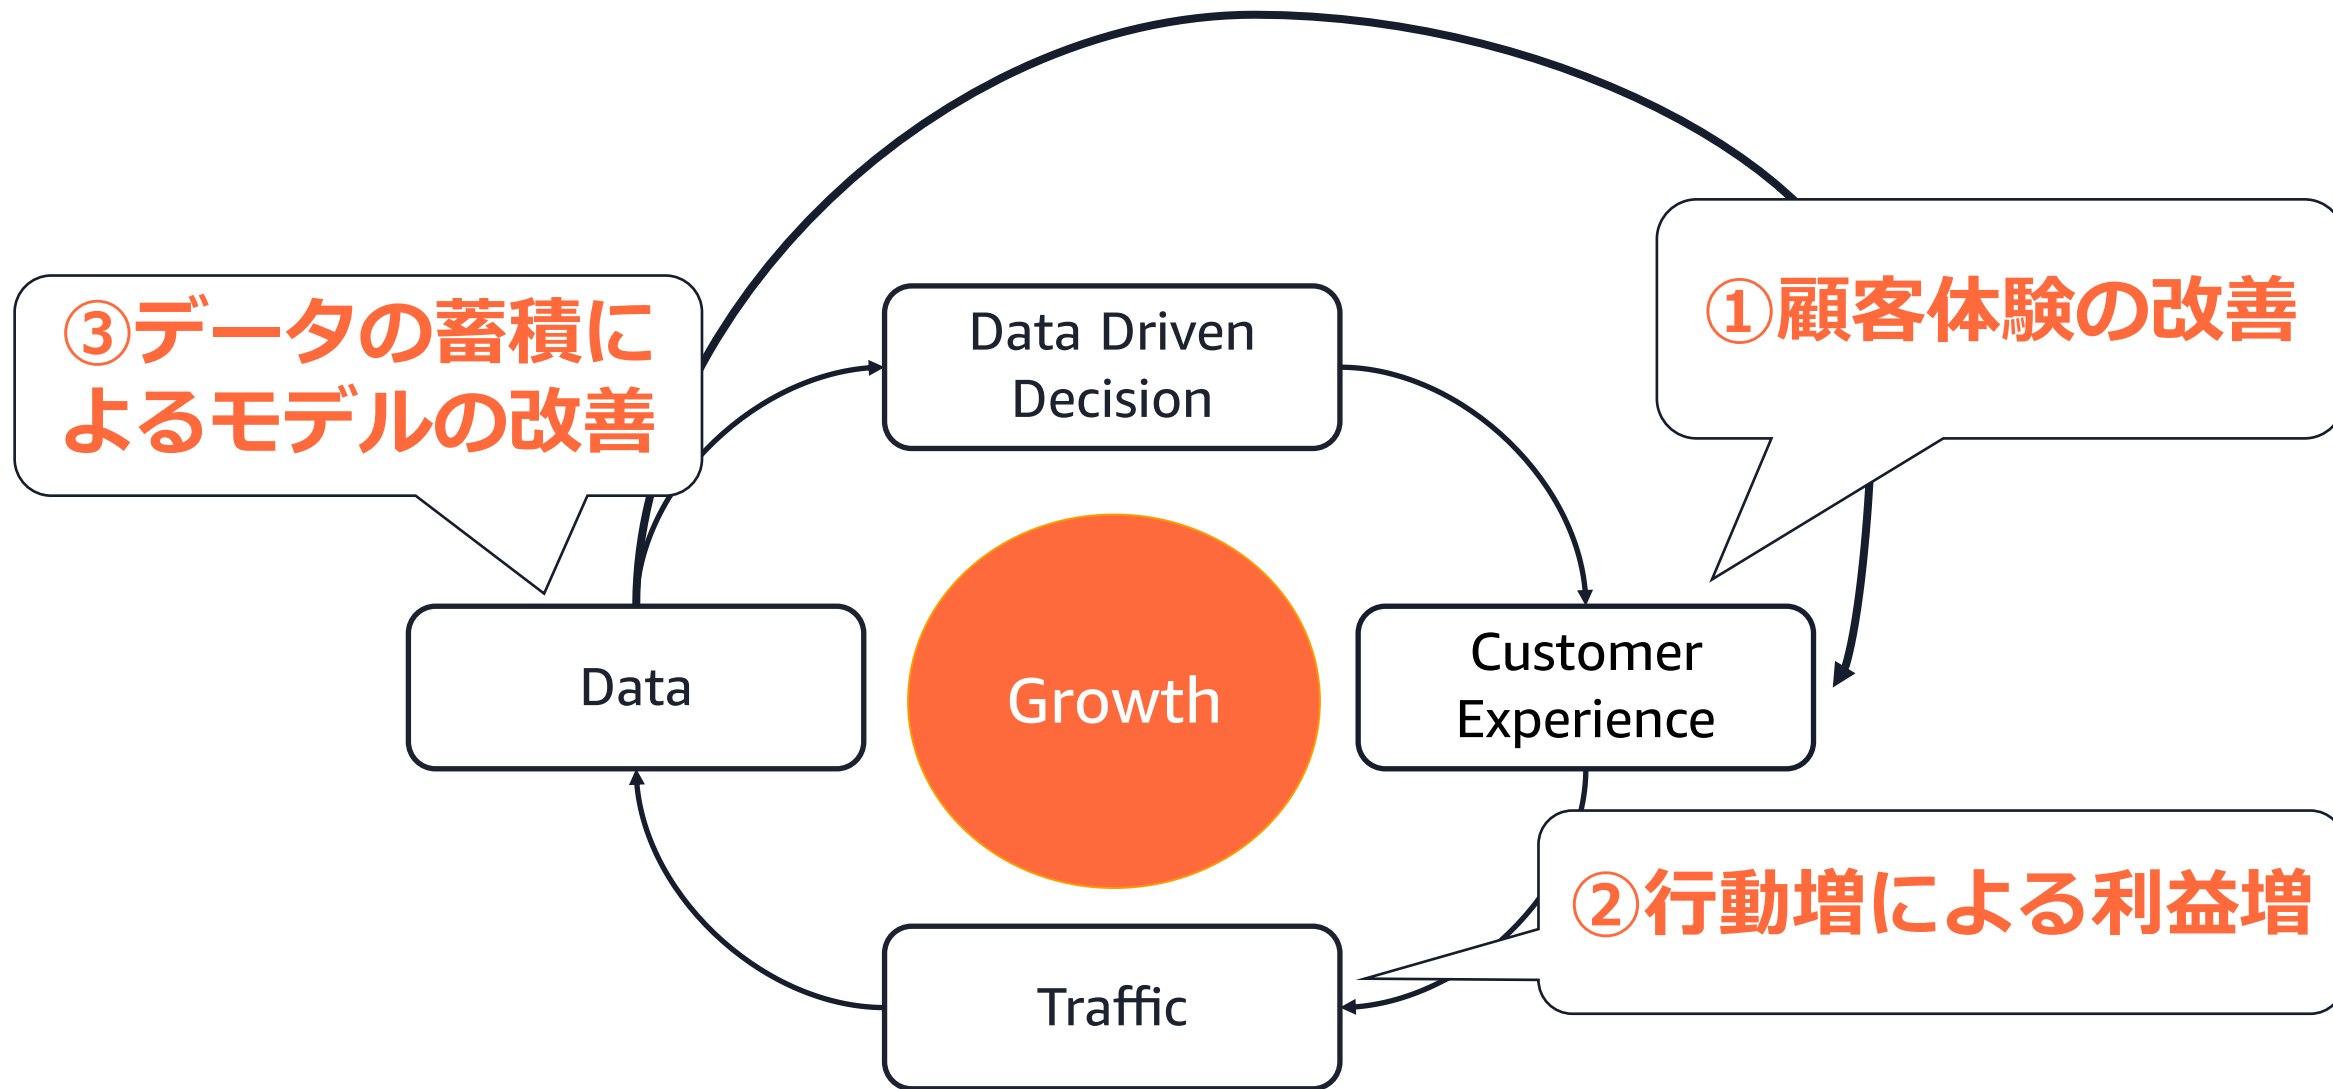 Data Driven
Decision
①顧客体験の改善
③データの蓄積に
よるモデルの改善
Growth
Customer
Experience
Data
②行動増による利益増
Traffic